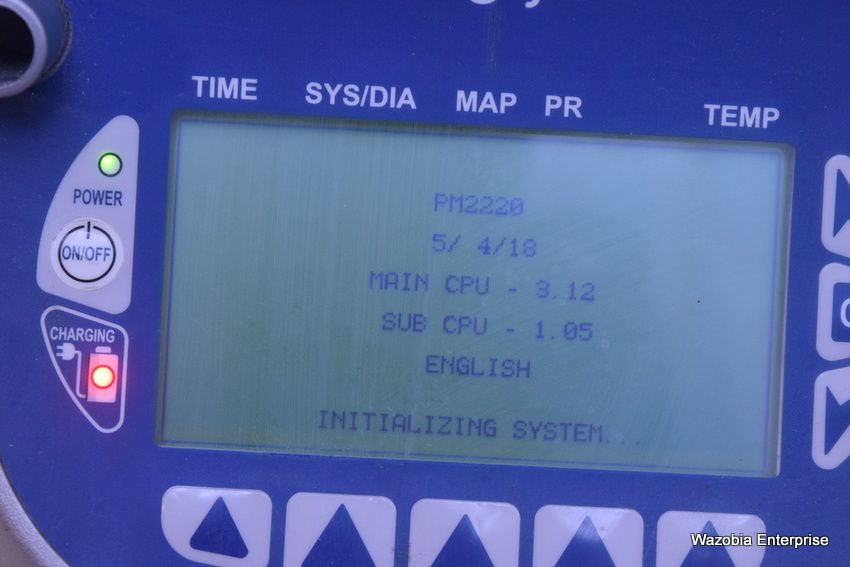 TIME SYS/DIA MAP PR TEMP
POWER
ON/OFF
CHARGING
PM2220
5/ 4/18
MAIN CPU - 3.12
SUB CPU - 1.05
ENGLISH
INITIALIZING SYSTEM...
Wazobia Enterprise